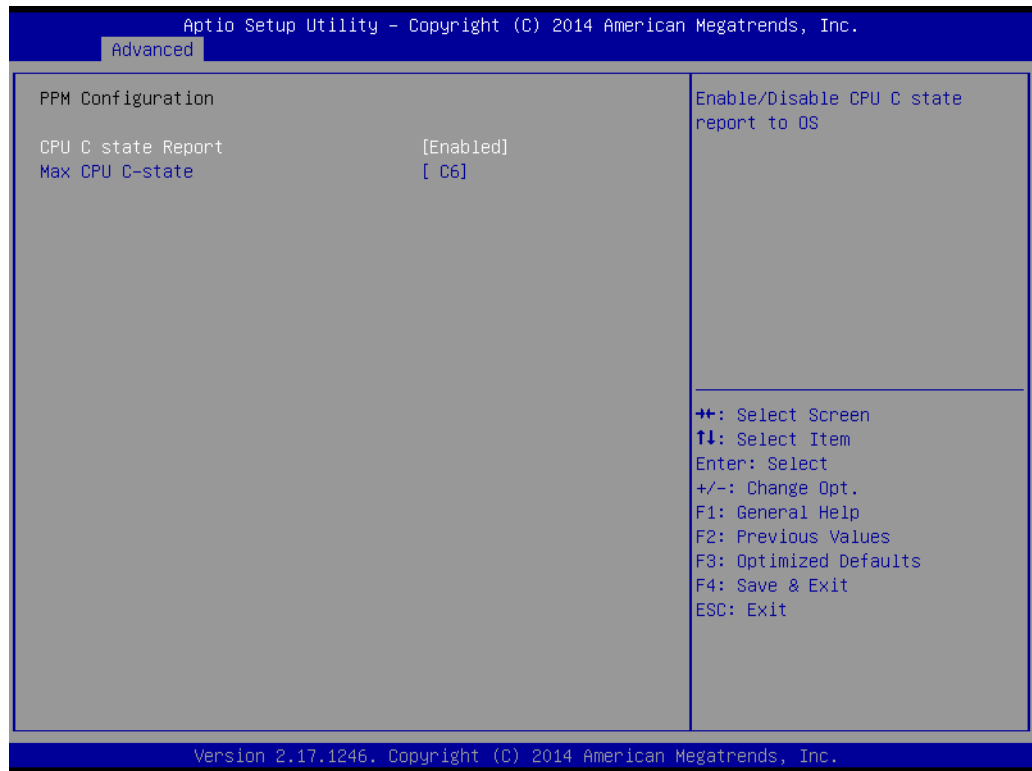 Aptio Setup Utility – Copyright (C) 2014 American Megatrends, Inc.
Advanced
PPM Configuration
CPU C state Report [Enabled]
Max CPU C-state [ C6]
Enable/Disable CPU C state
report to OS
→←: Select Screen
↑↓: Select Item
Enter: Select
+/-: Change Opt.
F1: General Help
F2: Previous Values
F3: Optimized Defaults
F4: Save & Exit
ESC: Exit
Version 2.17.1246. Copyright (C) 2014 American Megatrends, Inc.